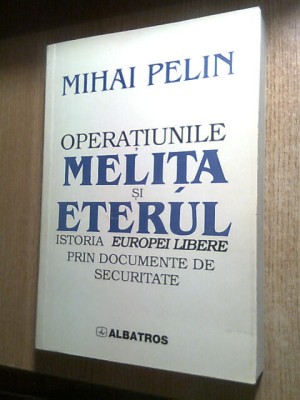 MIHAI PELIN
OPERAȚIUNILE
MELIȚA
ȘI
ETERUL
ISTORIA EUROPEI LIBERE
PRIN DOCUMENTE DE
SECURITATE
ALBATROS